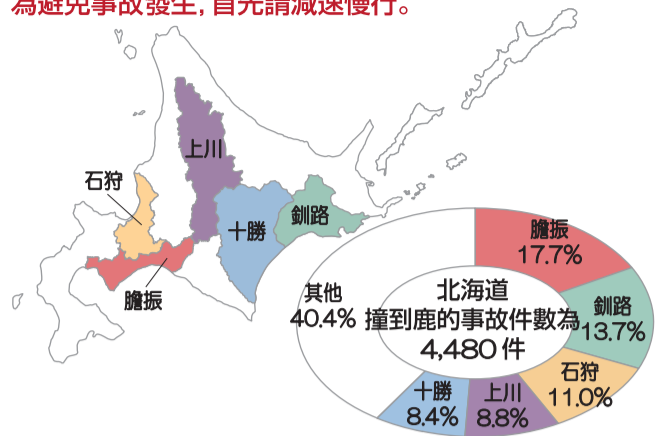 為避免事故發生,首先請減速慢行。
上川
石狩
十勝
釧路
膽振
膽振
17.7%
釧路
13.7%
石狩
11.0%
上川
8.8%
十勝
8.4%
其他
40.4%
北海道
撞到鹿的事故件數為
4,480 件